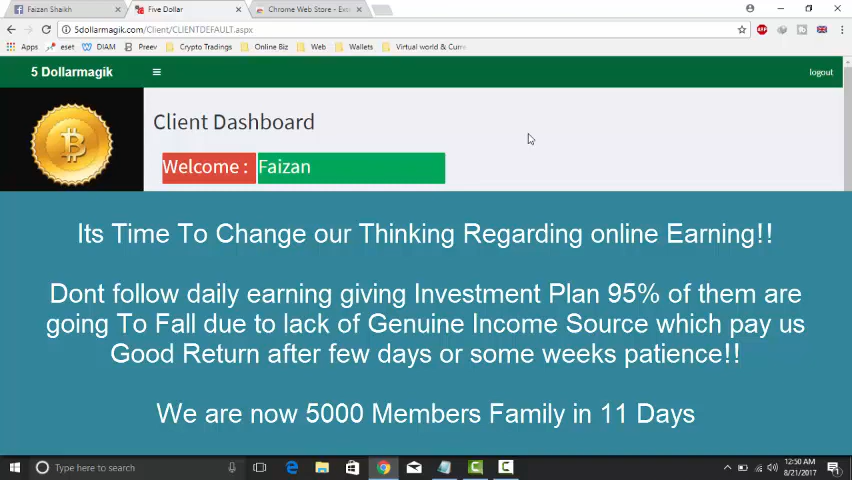 Faizan Shaikh
Five Dollar
Chrome Web Store - Exte
5dollarmagik.com/Client/CLIENTDEFAULT.aspx
Apps
eset
DIAM
Preev
Crypto Tradings
Online Biz
Web
Wallets
Virtual world & Curre
5 Dollarmagik
logout
Client Dashboard
Welcome : Faizan
Its Time To Change our Thinking Regarding online Earning!!
Dont follow daily earning giving Investment Plan 95% of them are
going To Fall due to lack of Genuine Income Source which pay us
Good Return after few days or some weeks patience!!
We are now 5000 Members Family in 11 Days
Type here to search
12:50 AM
8/21/2017